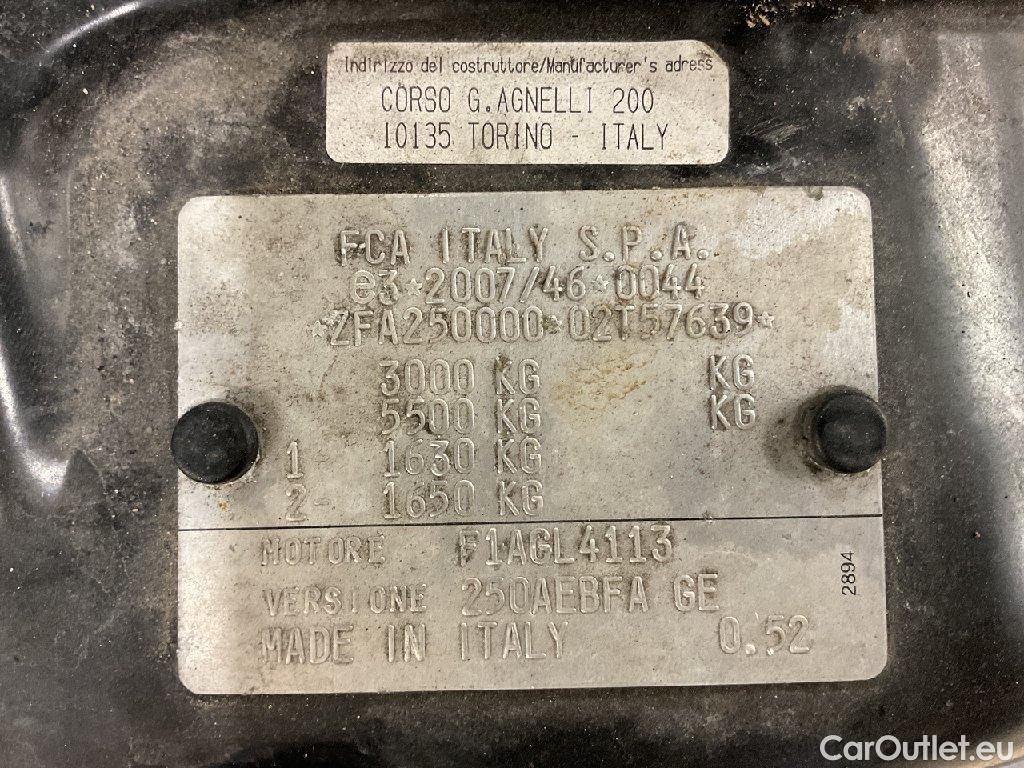 Indirizzo del costruttore/Manufacturer's adress
CORSO G.AGNELLI 200
10135 TORINO - ITALY
FCA ITALY S.P.A.
e3*2007/46*0044
*ZFA250000*02T57639*
3000 KG KG
5500 KG KG
1- 1630 KG
2- 1650 KG
MOTORE F1AGL4113
VERSIONE 250AEBFA GE
MADE IN ITALY 0.52
2894
CarOutlet.eu